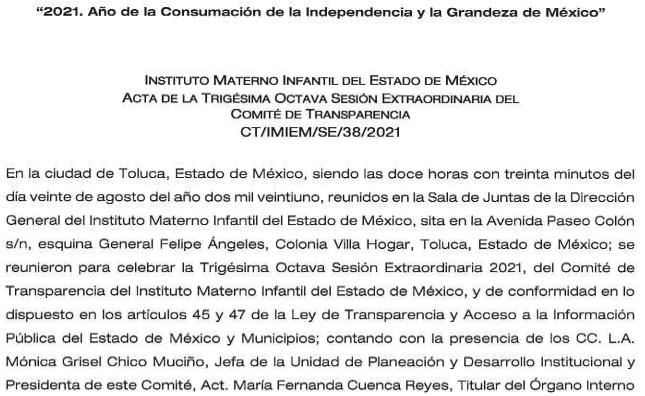 “2021. Año de la Consumación de la Independencia y la Grandeza de México”
INSTITUTO MATERNO INFANTIL DEL ESTADO DE MÉXICO
ACTA DE LA TRIGÉSIMA OCTAVA SESIÓN EXTRAORDINARIA DEL
COMITÉ DE TRANSPARENCIA
CT/IMIEM/SE/38/2021
En la ciudad de Toluca, Estado de México, siendo las doce horas con treinta minutos del
día veinte de agosto del año dos mil veintiuno, reunidos en la Sala de Juntas de la Dirección
General del Instituto Materno Infantil del Estado de México, sita en la Avenida Paseo Colón
s/n, esquina General Felipe Ángeles, Colonia Villa Hogar, Toluca, Estado de México; se
reunieron para celebrar la Trigésima Octava Sesión Extraordinaria 2021, del Comité de
Transparencia del Instituto Materno Infantil del Estado de México, y de conformidad en lo
dispuesto en los artículos 45 y 47 de la Ley de Transparencia y Acceso a la Información
Pública del Estado de México y Municipios; contando con la presencia de los CC. L.A.
Mónica Grisel Chico Muciño, Jefa de la Unidad de Planeación y Desarrollo Institucional y
Presidenta de este Comité, Act. María Fernanda Cuenca Reyes, Titular del Órgano Interno